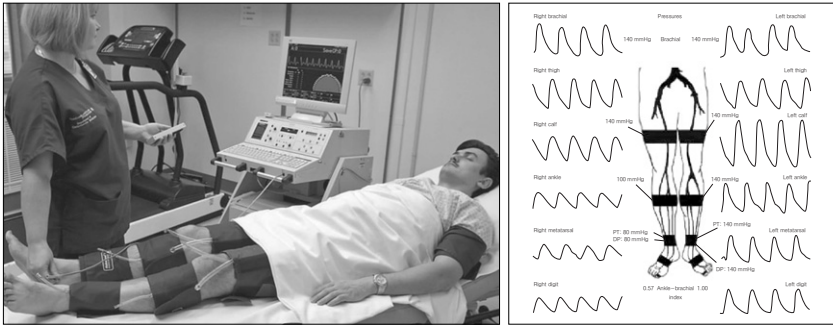 Right brachial
Pressures
Left brachial
140 mmHg Brachial 140 mmHg
Right thigh
Left thigh
Right calf
Left calf
140 mmHg
140 mmHg
Right ankle
Left ankle
100 mmHg
140 mmHg
Right metatasal
Left metatasal
PT: 80 mmHg
DP: 80 mmHg
PT: 140 mmHg
DP: 140 mmHg
Right digit
Left digit
0.57 Ankle–brachial 1.00
index